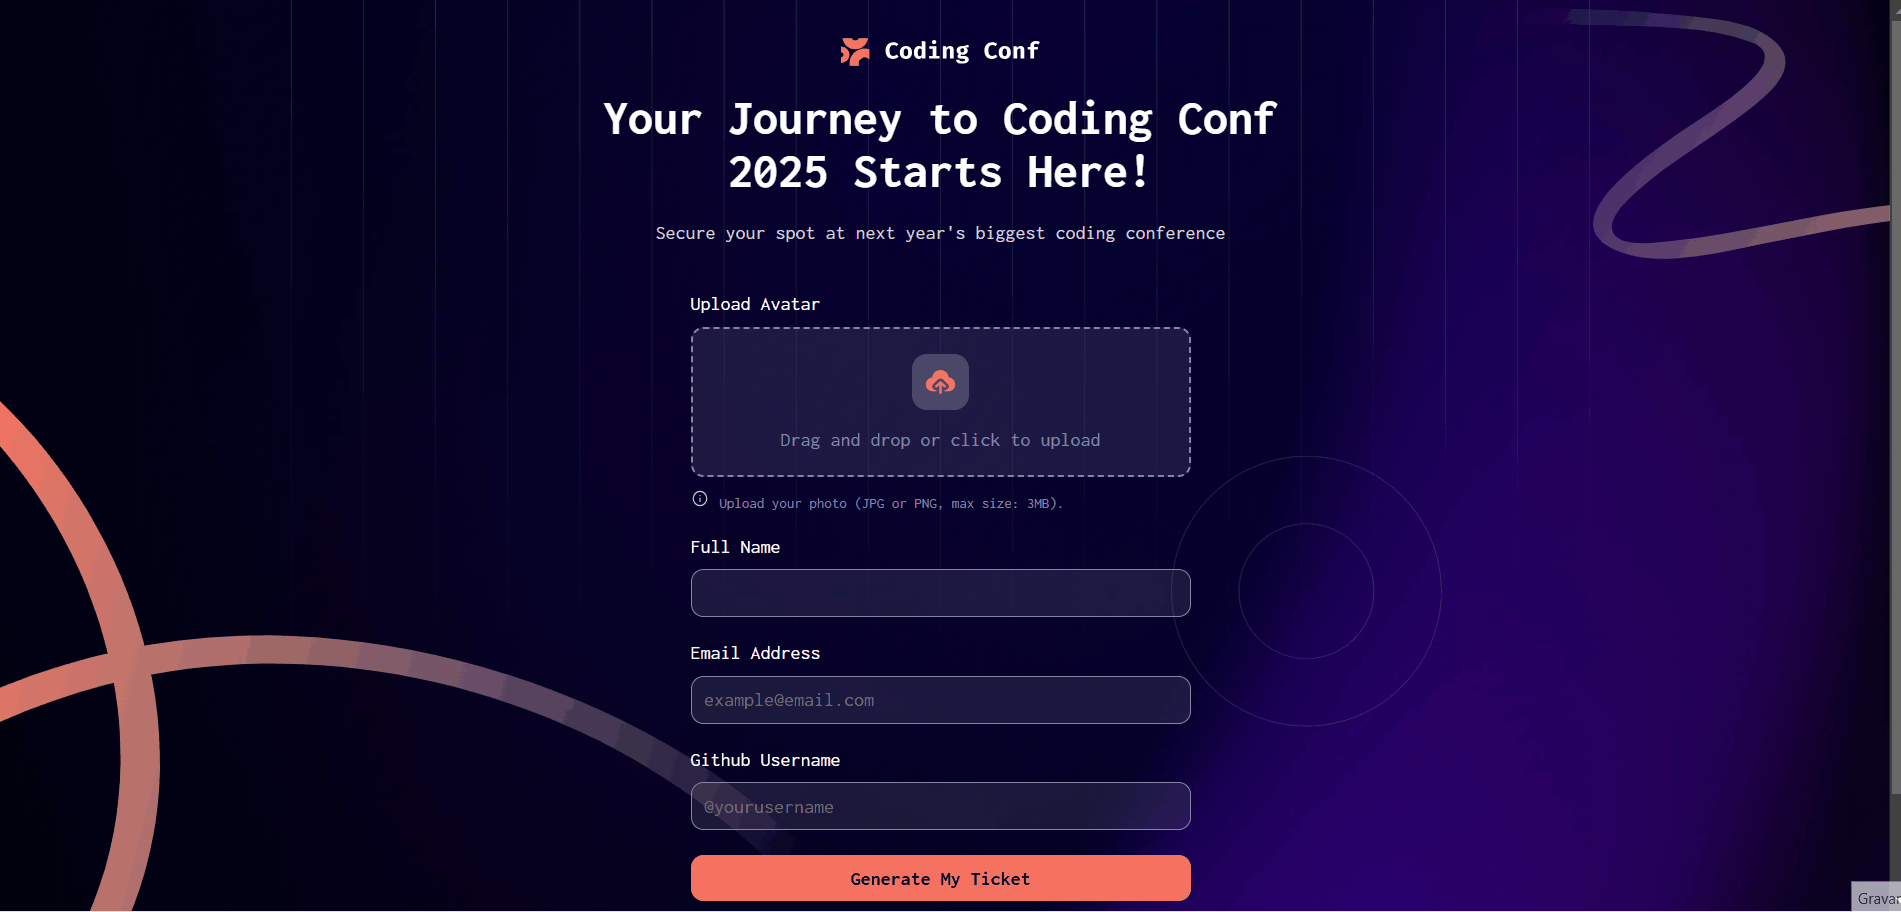 Coding Conf
Your Journey to Coding Conf
2025 Starts Here!
Secure your spot at next year's biggest coding conference
Upload Avatar
Drag and drop or click to upload
Upload your photo (JPG or PNG, max size: 3MB).
Full Name
Email Address
example@email.com
Github Username
@yourusername
Generate My Ticket